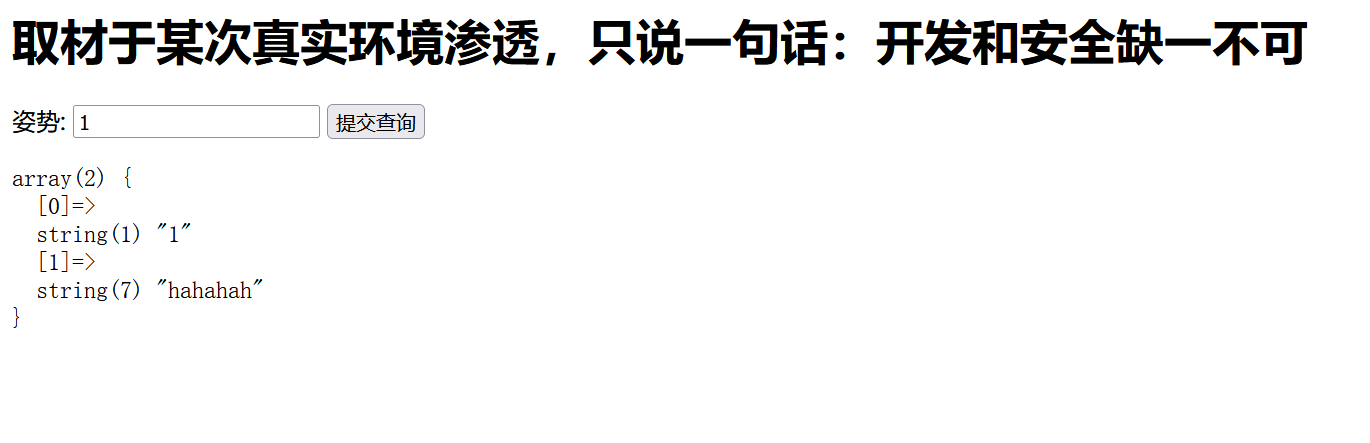 取材于某次真实环境渗透，只说一句话：开发和安全缺一不可
姿势: 1 提交查询
array(2) {
  [0]=>
  string(1) "1"
  [1]=>
  string(7) "hahahah"
}